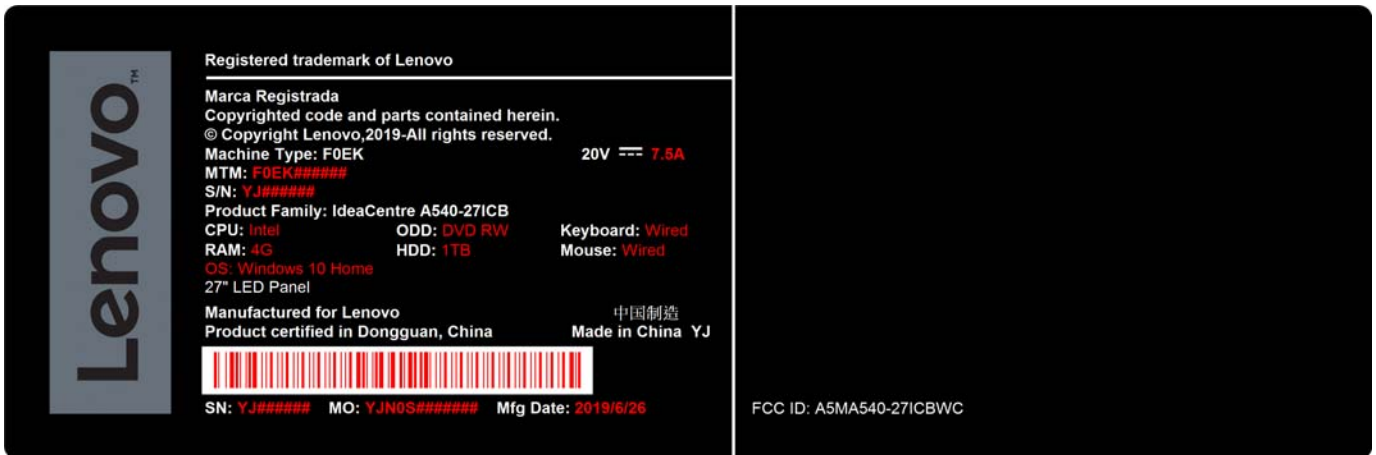 Lenovo™
Registered trademark of Lenovo
Marca Registrada
Copyrighted code and parts contained herein.
© Copyright Lenovo,2019-All rights reserved.
Machine Type: F0EK 20V ⎓ 7.5A
MTM: F0EK######
S/N: YJ######
Product Family: IdeaCentre A540-27ICB
CPU: Intel ODD: DVD RW Keyboard: Wired
RAM: 4G HDD: 1TB Mouse: Wired
OS: Windows 10 Home
27" LED Panel
Manufactured for Lenovo 中国制造
Product certified in Dongguan, China Made in China YJ
SN: YJ###### MO: YJN0S####### Mfg Date: 2019/6/26
FCC ID: A5MA540-27ICBWC